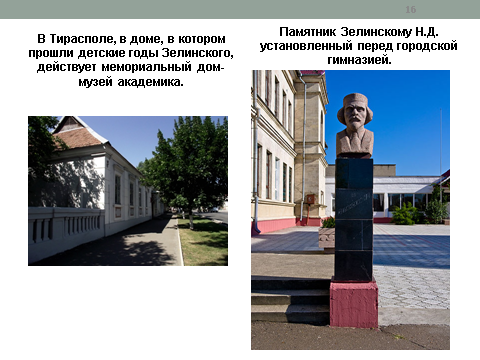 16
В Тирасполе, в доме, в котором
прошли детские годы Зелинского,
действует мемориальный дом-
музей академика.
Памятник Зелинскому Н.Д.
установленный перед городской
гимназией.